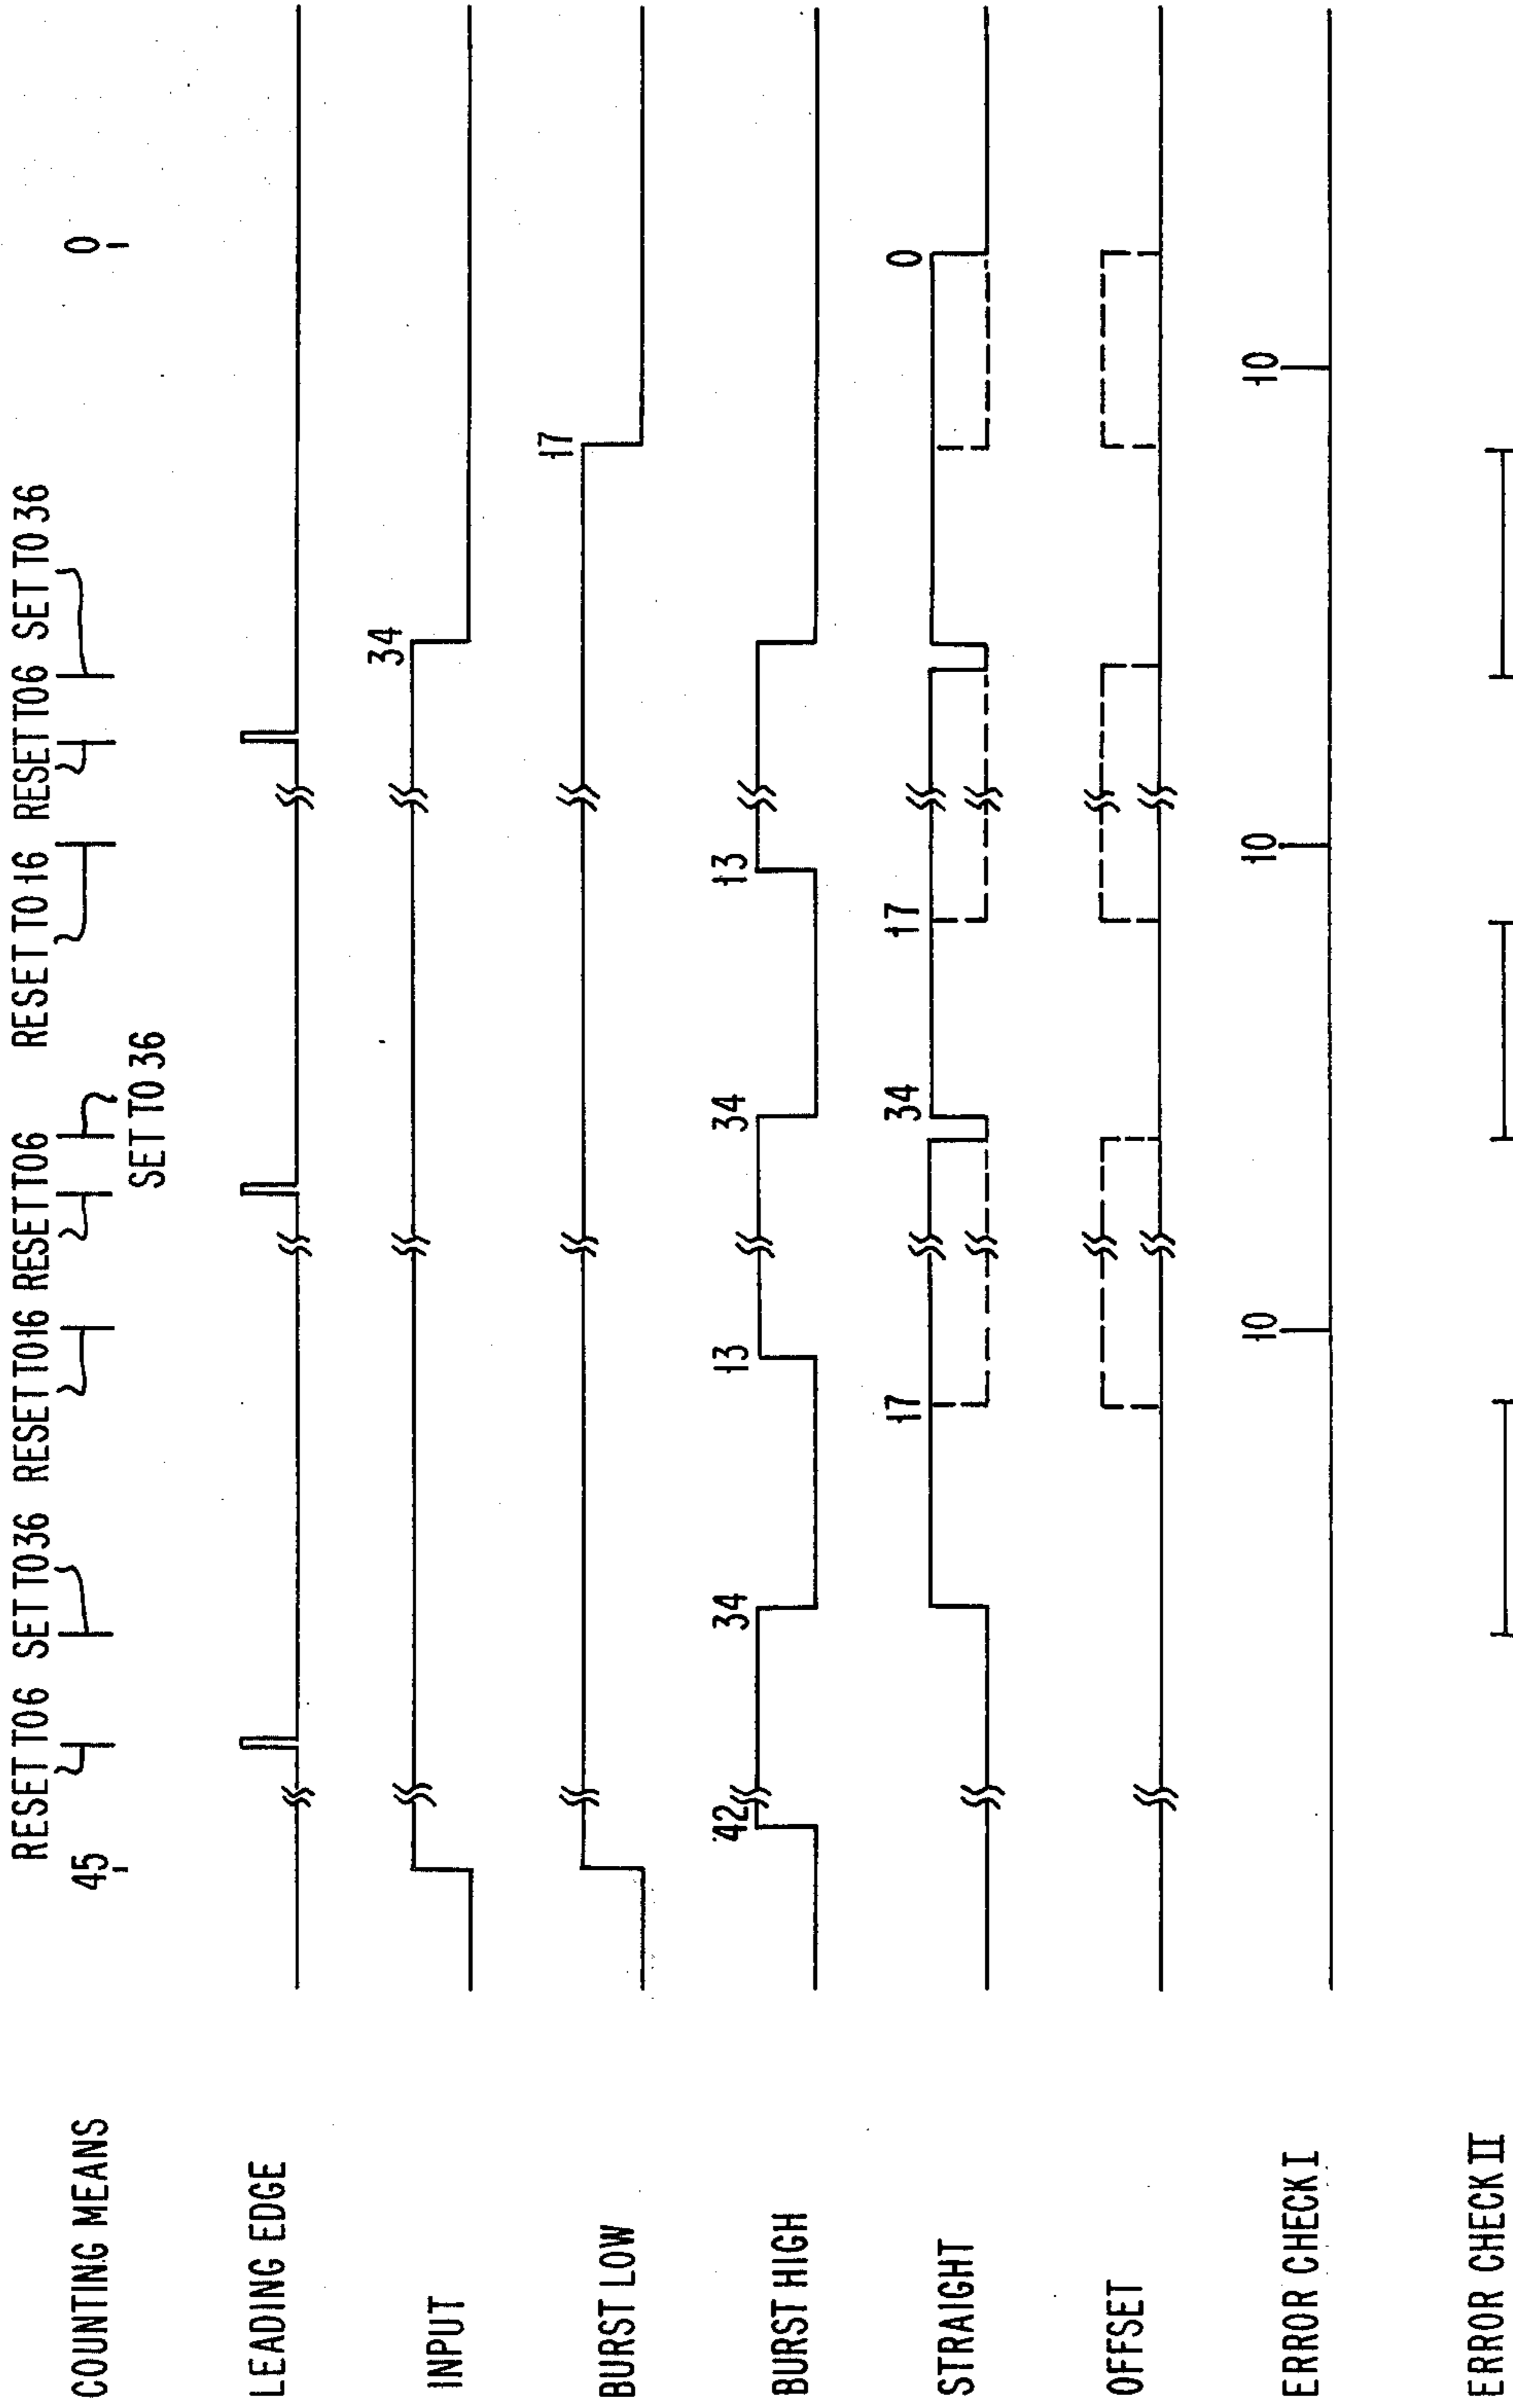 COUNTING MEANS
45
RESET TO 6
SET TO 36
RESET TO 16
RESET TO 6
SET TO 36
RESET TO 16
RESET TO 6
SET TO 36
0
LEADING EDGE
INPUT
34
BURST LOW
17
BURST HIGH
42
34
13
34
13
STRAIGHT
17
34
17
0
OFFSET
ERROR CHECK I
10
10
10
ERROR CHECK II